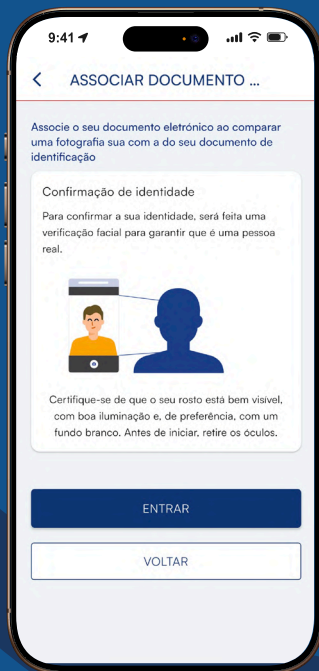 9:41
ASSOCIAR DOCUMENTO ...
Associe o seu documento eletrónico ao comparar
uma fotografia sua com a do seu documento de
identificação
Confirmação de identidade
Para confirmar a sua identidade, será feita uma
verificação facial para garantir que é uma pessoa
real.
Certifique-se de que o seu rosto está bem visível,
com boa iluminação e, de preferência, com um
fundo branco. Antes de iniciar, retire os óculos.
ENTRAR
VOLTAR